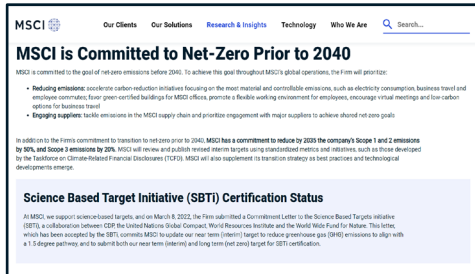 MSCI
Our Clients Our Solutions Research & Insights Technology Who We Are Search...
MSCI is Committed to Net-Zero Prior to 2040
MSCI is committed to the goal of net-zero emissions before 2040. To achieve this goal throughout MSCI's global operations, the Firm will prioritize:
• Reducing emissions: accelerate carbon-reduction initiatives focusing on the most material and controllable emissions, such as electricity consumption, business travel and
employee commutes; favor green-certified buildings for MSCI offices, promote a flexible working environment for employees, encourage virtual meetings and low-carbon
options for business travel
• Engaging suppliers: tackle emissions in the MSCI supply chain and prioritize engagement with major suppliers to achieve shared net-zero goals
In addition to the Firm's commitment to transition to net-zero prior to 2040, MSCI has a commitment to reduce by 2035 the company's Scope 1 and 2 emissions
by 50%, and Scope 3 emissions by 20%. MSCI will review and publish revised interim targets using standardized metrics and initiatives, such as those developed
by the Taskforce on Climate-Related Financial Disclosures (TCFD). MSCI will also supplement its transition strategy as best practices and technological
developments emerge.
Science Based Target Initiative (SBTi) Certification Status
At MSCI, we support science-based targets, and on March 8, 2022, the Firm submitted a Commitment Letter to the Science Based Targets initiative
(SBTi), a collaboration between CDP, the United Nations Global Compact, World Resources Institute and the World Wide Fund for Nature. This letter,
which has been accepted by the SBTi, commits MSCI to update our near term (interim) target to reduce greenhouse gas (GHG) emissions to align with
a 1.5 degree pathway, and to submit both our near term (interim) and long term (net zero) target for SBTi certification.